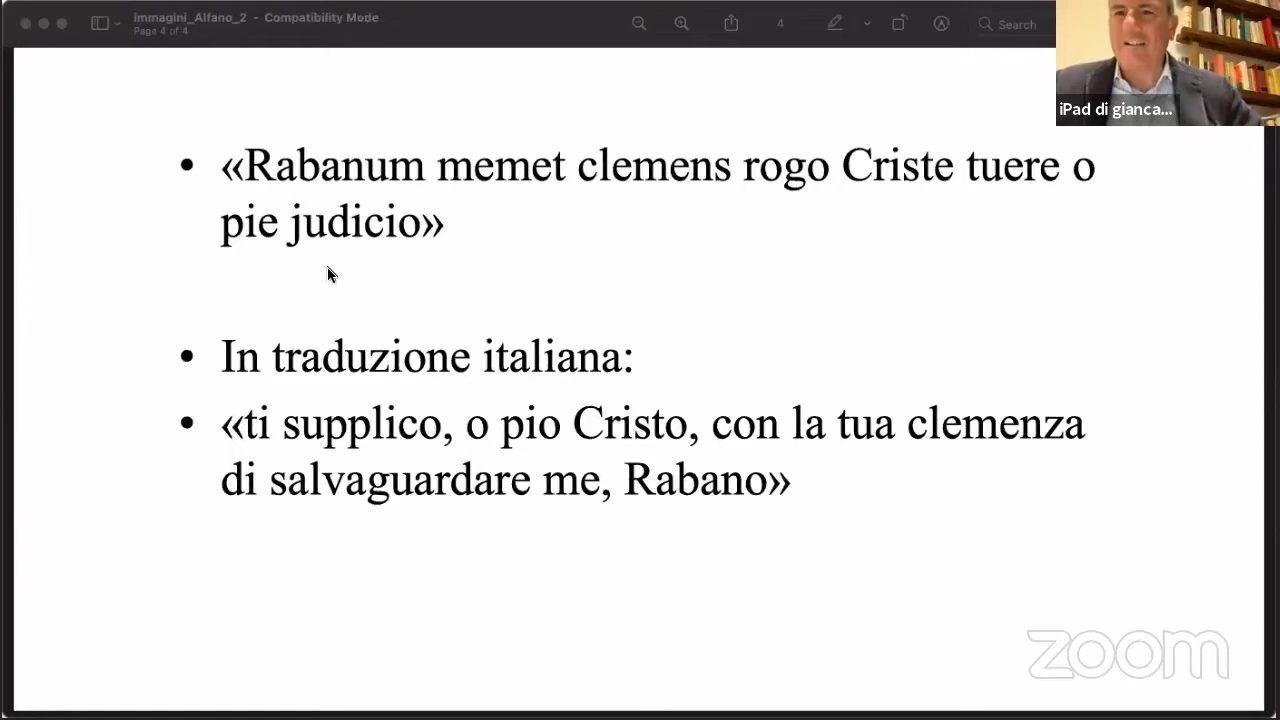 immagini_Alfano_2 - Compatibility Mode
Page 4 of 4
4
Search
iPad di gianca...
• «Rabanum memet clemens rogo Criste tuere o
pie judicio»
• In traduzione italiana:
• «ti supplico, o pio Cristo, con la tua clemenza
di salvaguardare me, Rabano»
zoom